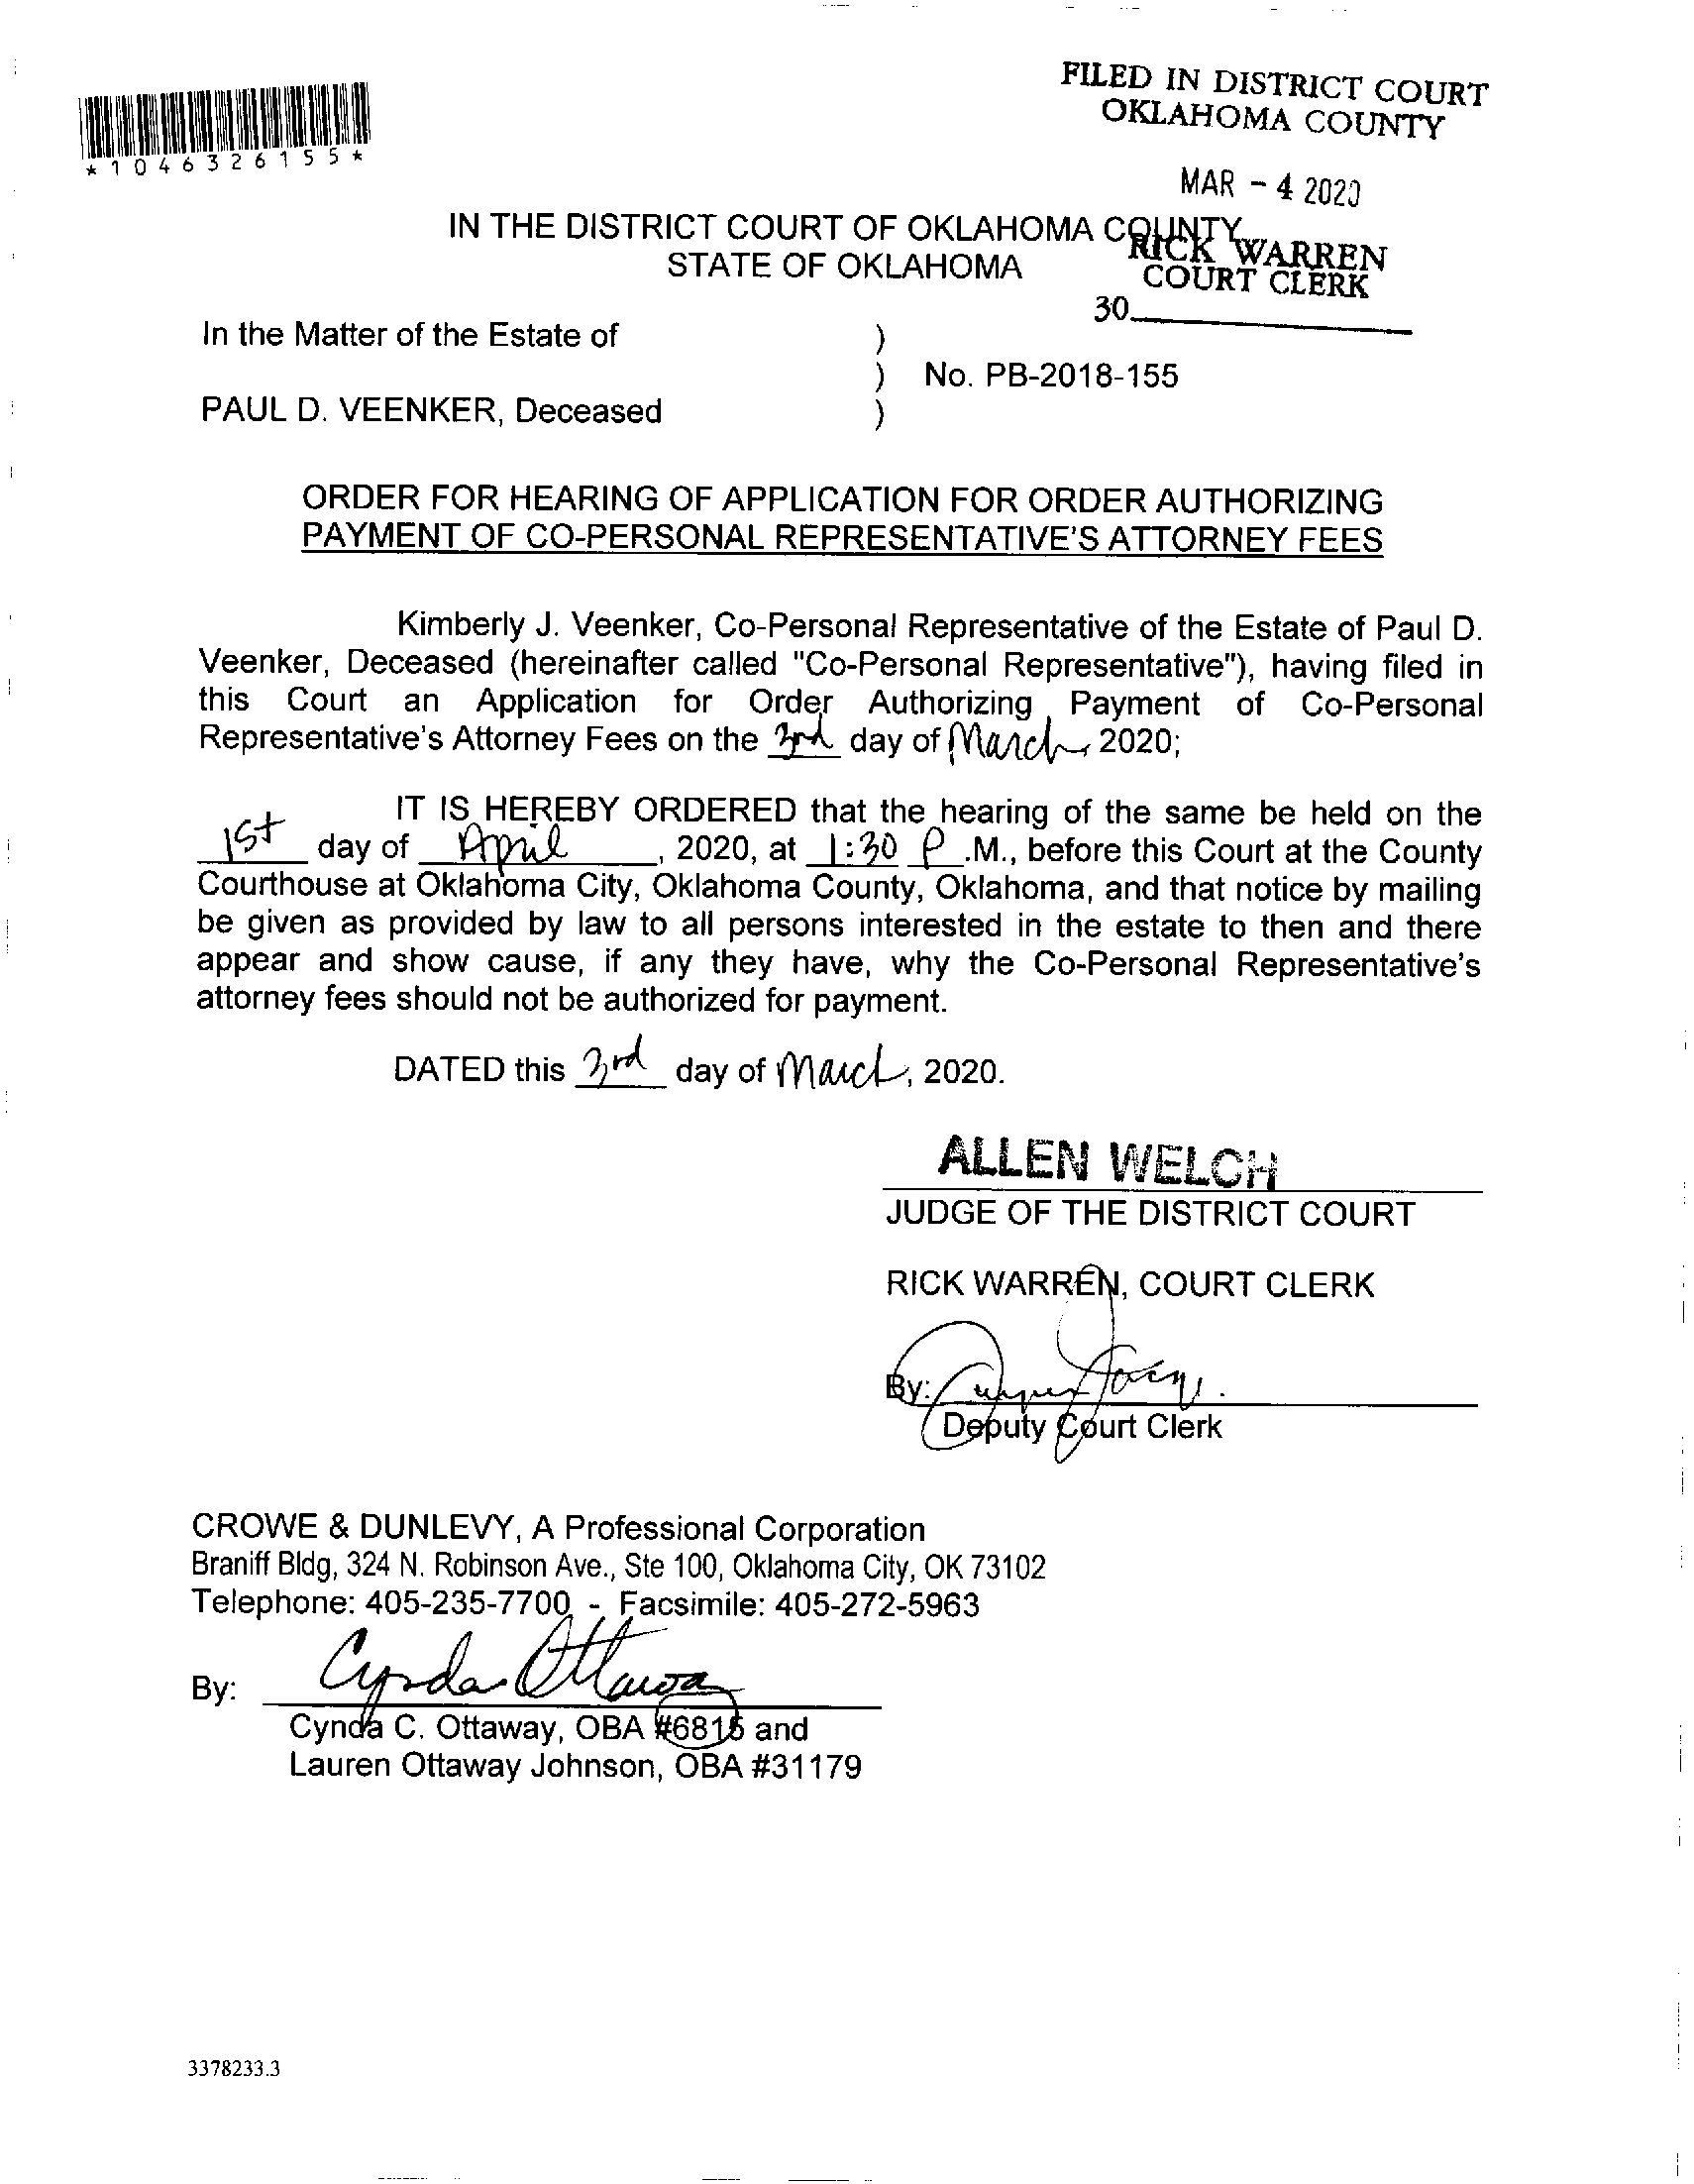 FILED IN DISTRICT COURT
OKLAHOMA COUNTY
*1046326155*
MAR - 4 2020
IN THE DISTRICT COURT OF OKLAHOMA COUNTY
STATE OF OKLAHOMA
RICK WARREN
COURT CLERK
30
In the Matter of the Estate of )
) No. PB-2018-155
PAUL D. VEENKER, Deceased )
ORDER FOR HEARING OF APPLICATION FOR ORDER AUTHORIZING
PAYMENT OF CO-PERSONAL REPRESENTATIVE'S ATTORNEY FEES
Kimberly J. Veenker, Co-Personal Representative of the Estate of Paul D.
Veenker, Deceased (hereinafter called "Co-Personal Representative"), having filed in
this Court an Application for Order Authorizing Payment of Co-Personal
Representative's Attorney Fees on the 3rd day of March, 2020;
IT IS HEREBY ORDERED that the hearing of the same be held on the
1st day of April, 2020, at 1:30 P.M., before this Court at the County
Courthouse at Oklahoma City, Oklahoma County, Oklahoma, and that notice by mailing
be given as provided by law to all persons interested in the estate to then and there
appear and show cause, if any they have, why the Co-Personal Representative's
attorney fees should not be authorized for payment.
DATED this 3rd day of March, 2020.
ALLEN WELCH
JUDGE OF THE DISTRICT COURT
RICK WARREN, COURT CLERK
By:
Deputy Court Clerk
CROWE & DUNLEVY, A Professional Corporation
Braniff Bldg, 324 N. Robinson Ave., Ste 100, Oklahoma City, OK 73102
Telephone: 405-235-7700 - Facsimile: 405-272-5963
By: Cynda Ottaway
Cynda C. Ottaway, OBA #6815 and
Lauren Ottaway Johnson, OBA #31179
3378233.3